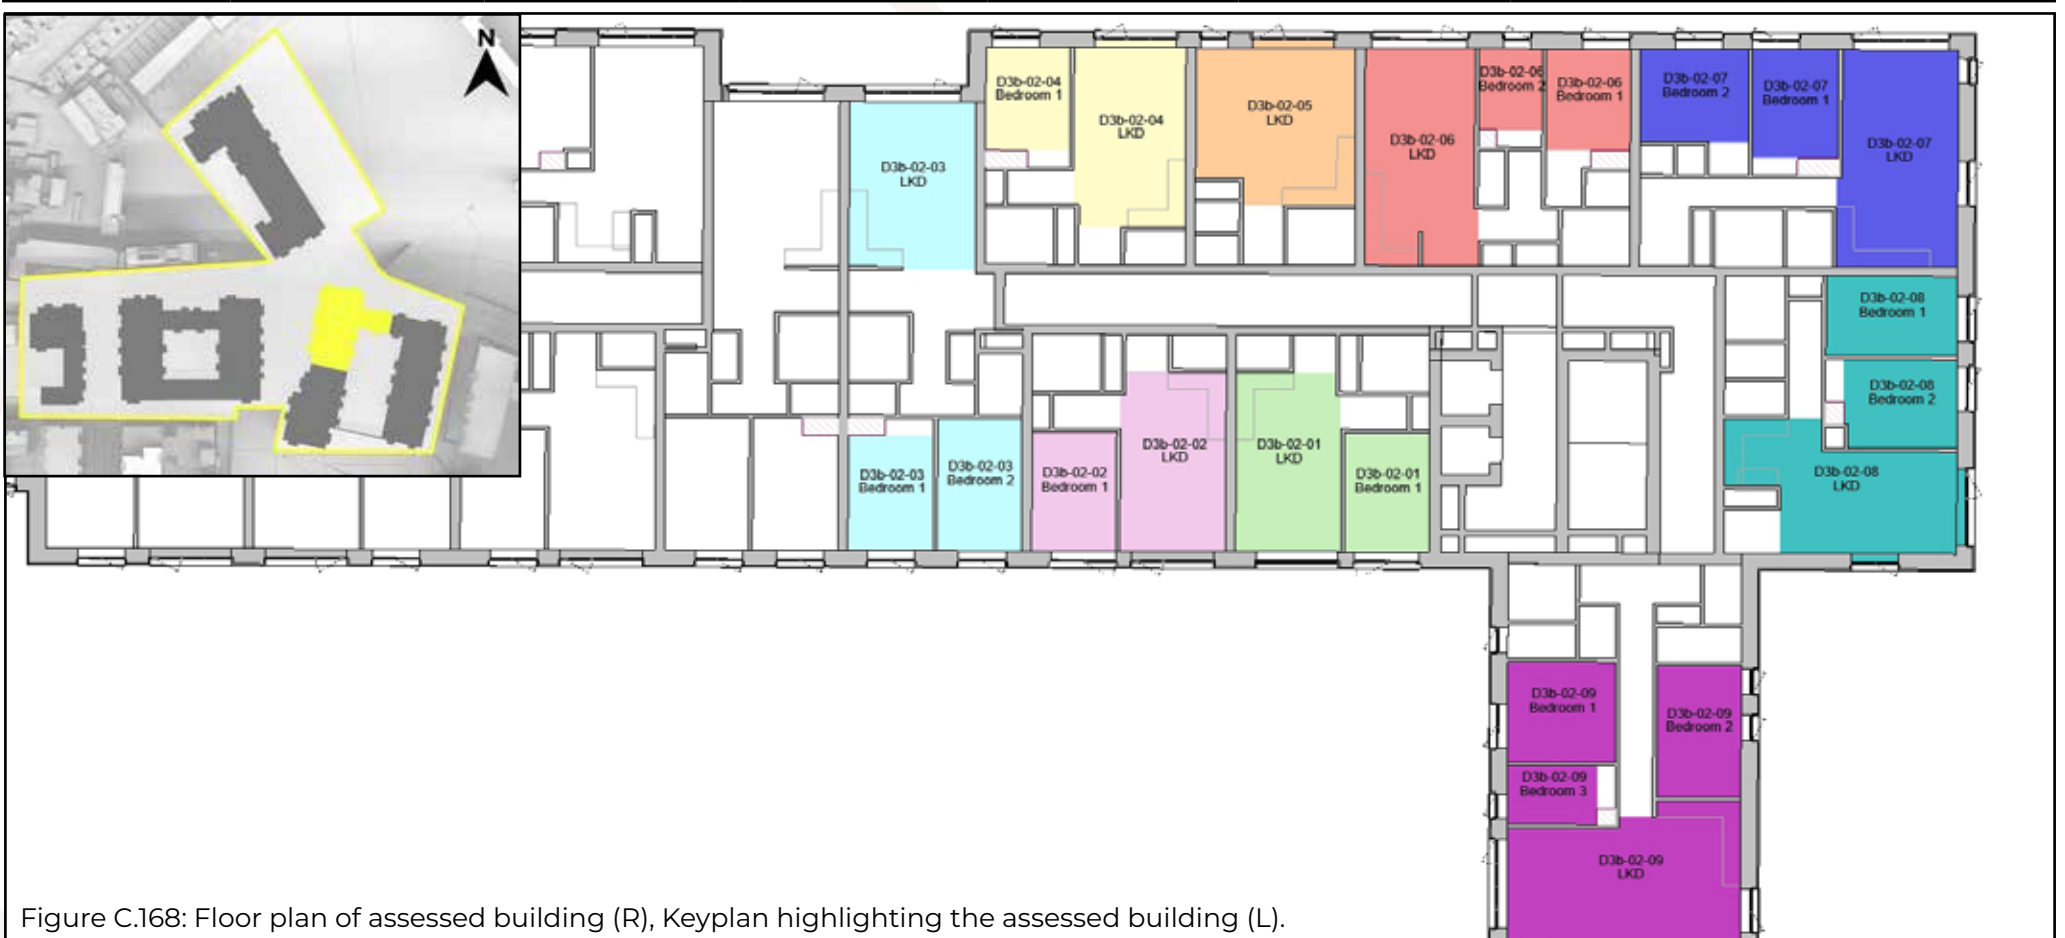 N
D3b-02-04
Bedroom 1
D3b-02-04
LKD
D3b-02-05
LKD
D3b-02-06
LKD
D3b-02-06
Bedroom 2
D3b-02-06
Bedroom 1
D3b-02-07
Bedroom 2
D3b-02-07
Bedroom 1
D3b-02-07
LKD
D3b-02-03
LKD
D3b-02-08
Bedroom 1
D3b-02-08
Bedroom 2
D3b-02-08
LKD
D3b-02-03
Bedroom 1
D3b-02-03
Bedroom 2
D3b-02-02
Bedroom 1
D3b-02-02
LKD
D3b-02-01
LKD
D3b-02-01
Bedroom 1
D3b-02-09
Bedroom 1
D3b-02-09
Bedroom 2
D3b-02-09
Bedroom 3
D3b-02-09
LKD
Figure C.168: Floor plan of assessed building (R), Keyplan highlighting the assessed building (L).